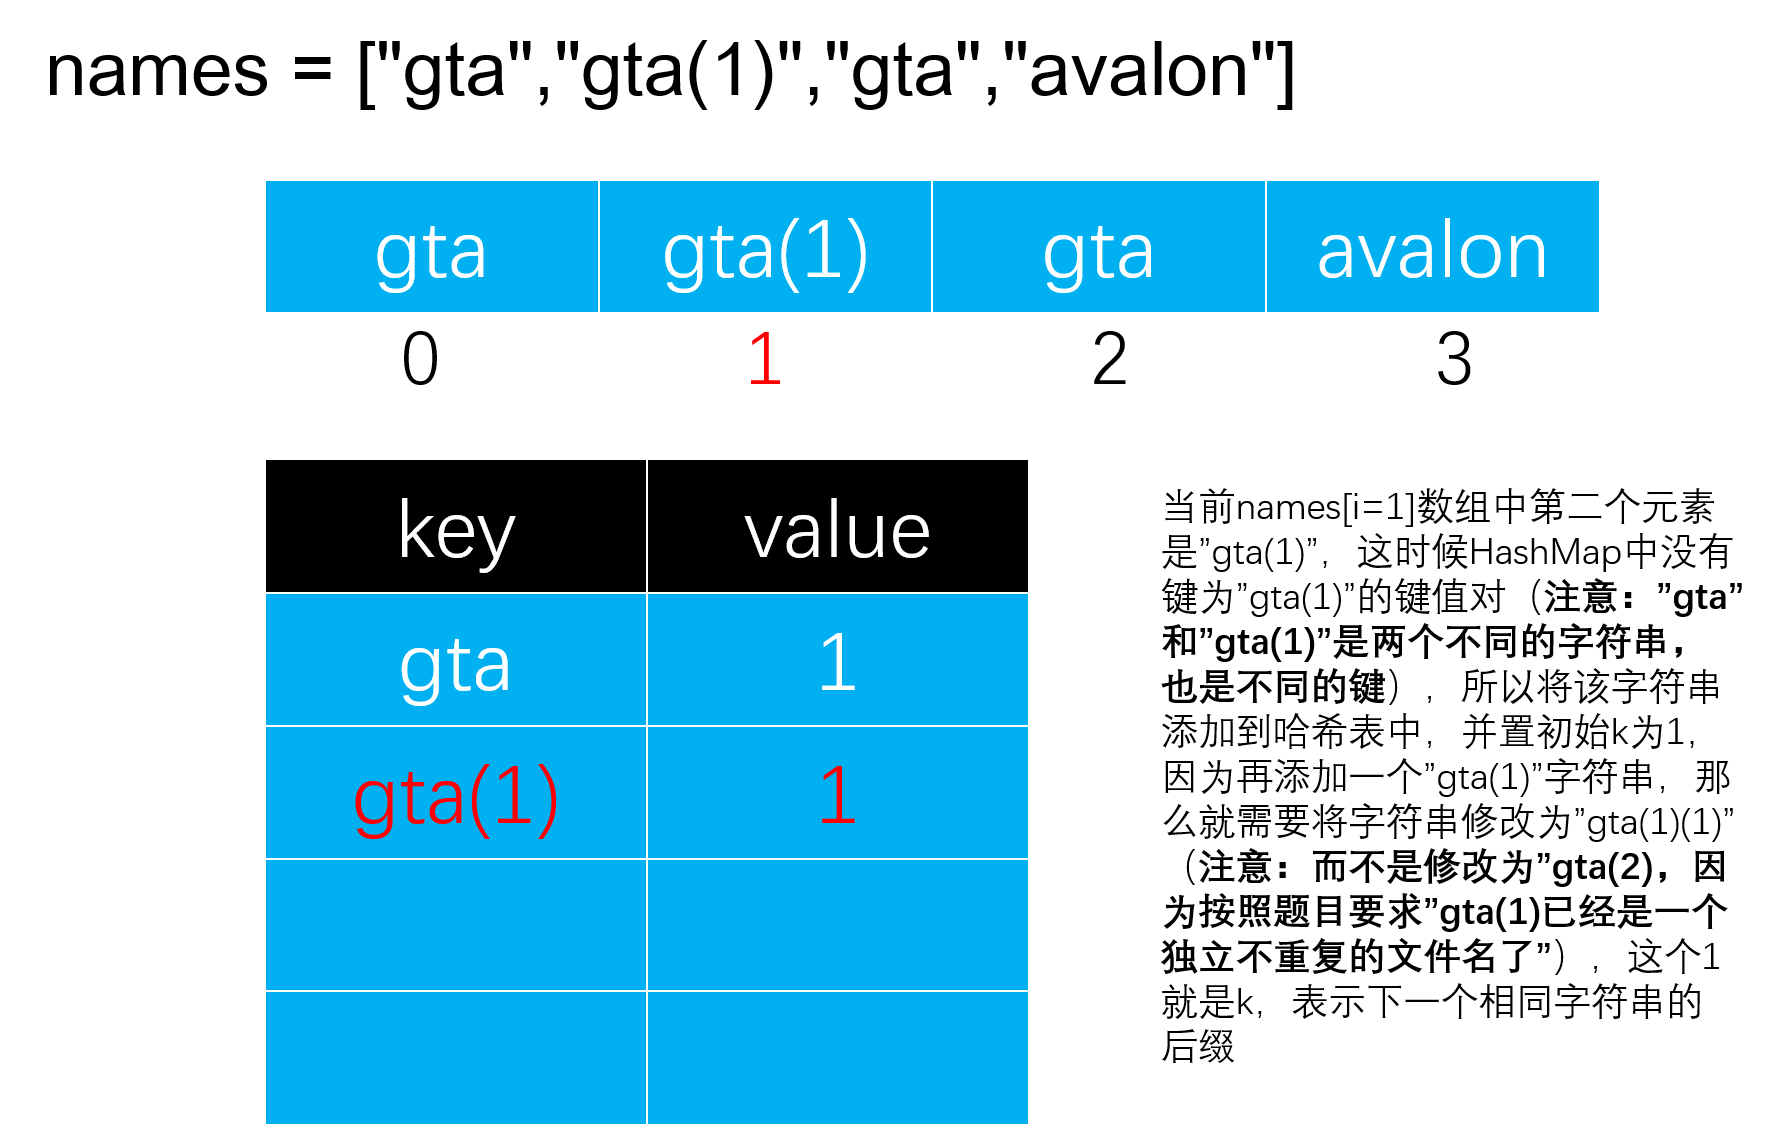 names = ["gta","gta(1)","gta","avalon"]
gta gta(1) gta avalon
0 1 2 3
key value
gta 1
gta(1) 1
当前names[i=1]数组中第二个元素
是”gta(1)”，这时候HashMap中没有
键为”gta(1)”的键值对（注意：”gta”
和”gta(1)”是两个不同的字符串，
也是不同的键），所以将该字符串
添加到哈希表中，并置初始k为1，
因为再添加一个”gta(1)”字符串，那
么就需要将字符串修改为”gta(1)(1)”
（注意：而不是修改为”gta(2)，因
为按照题目要求”gta(1)已经是一个
独立不重复的文件名了”），这个1
就是k，表示下一个相同字符串的
后缀